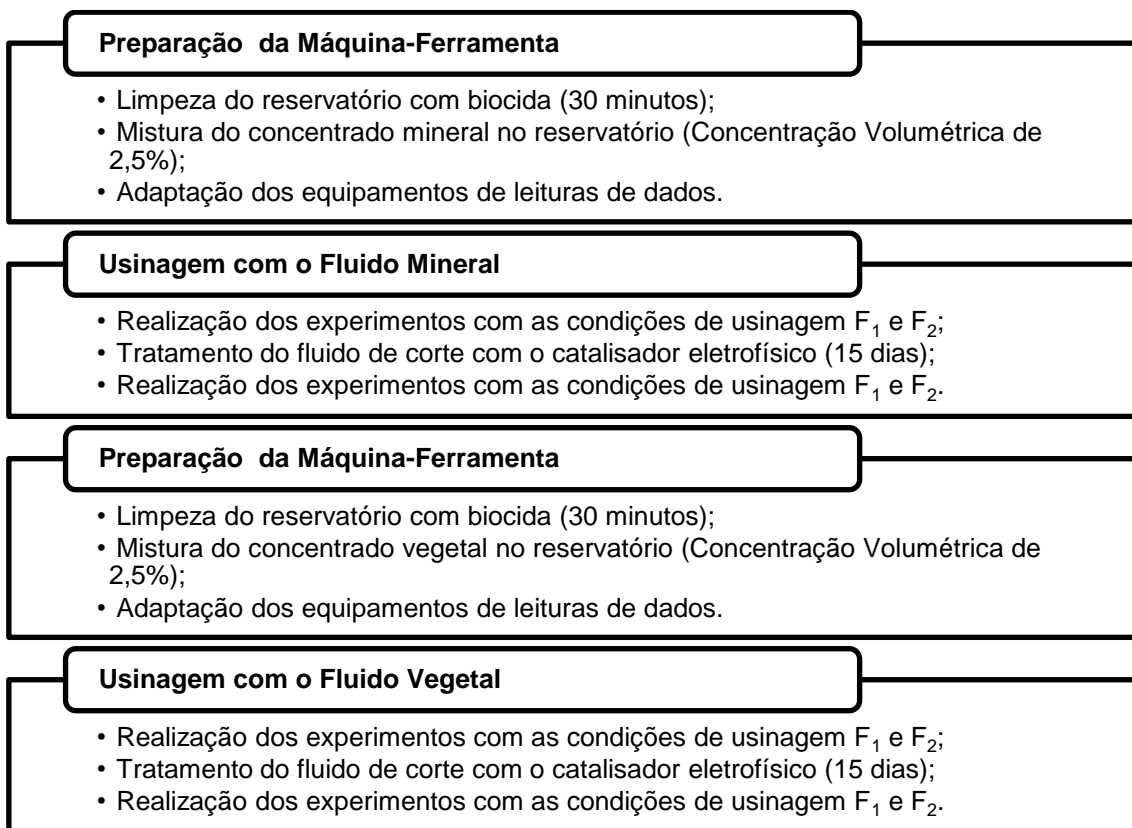 Preparação da Máquina-Ferramenta
• Limpeza do reservatório com biocida (30 minutos);
• Mistura do concentrado mineral no reservatório (Concentração Volumétrica de
2,5%);
• Adaptação dos equipamentos de leituras de dados.
Usinagem com o Fluido Mineral
• Realização dos experimentos com as condições de usinagem F₁ e F₂;
• Tratamento do fluido de corte com o catalisador eletrofísico (15 dias);
• Realização dos experimentos com as condições de usinagem F₁ e F₂.
Preparação da Máquina-Ferramenta
• Limpeza do reservatório com biocida (30 minutos);
• Mistura do concentrado vegetal no reservatório (Concentração Volumétrica de
2,5%);
• Adaptação dos equipamentos de leituras de dados.
Usinagem com o Fluido Vegetal
• Realização dos experimentos com as condições de usinagem F₁ e F₂;
• Tratamento do fluido de corte com o catalisador eletrofísico (15 dias);
• Realização dos experimentos com as condições de usinagem F₁ e F₂.